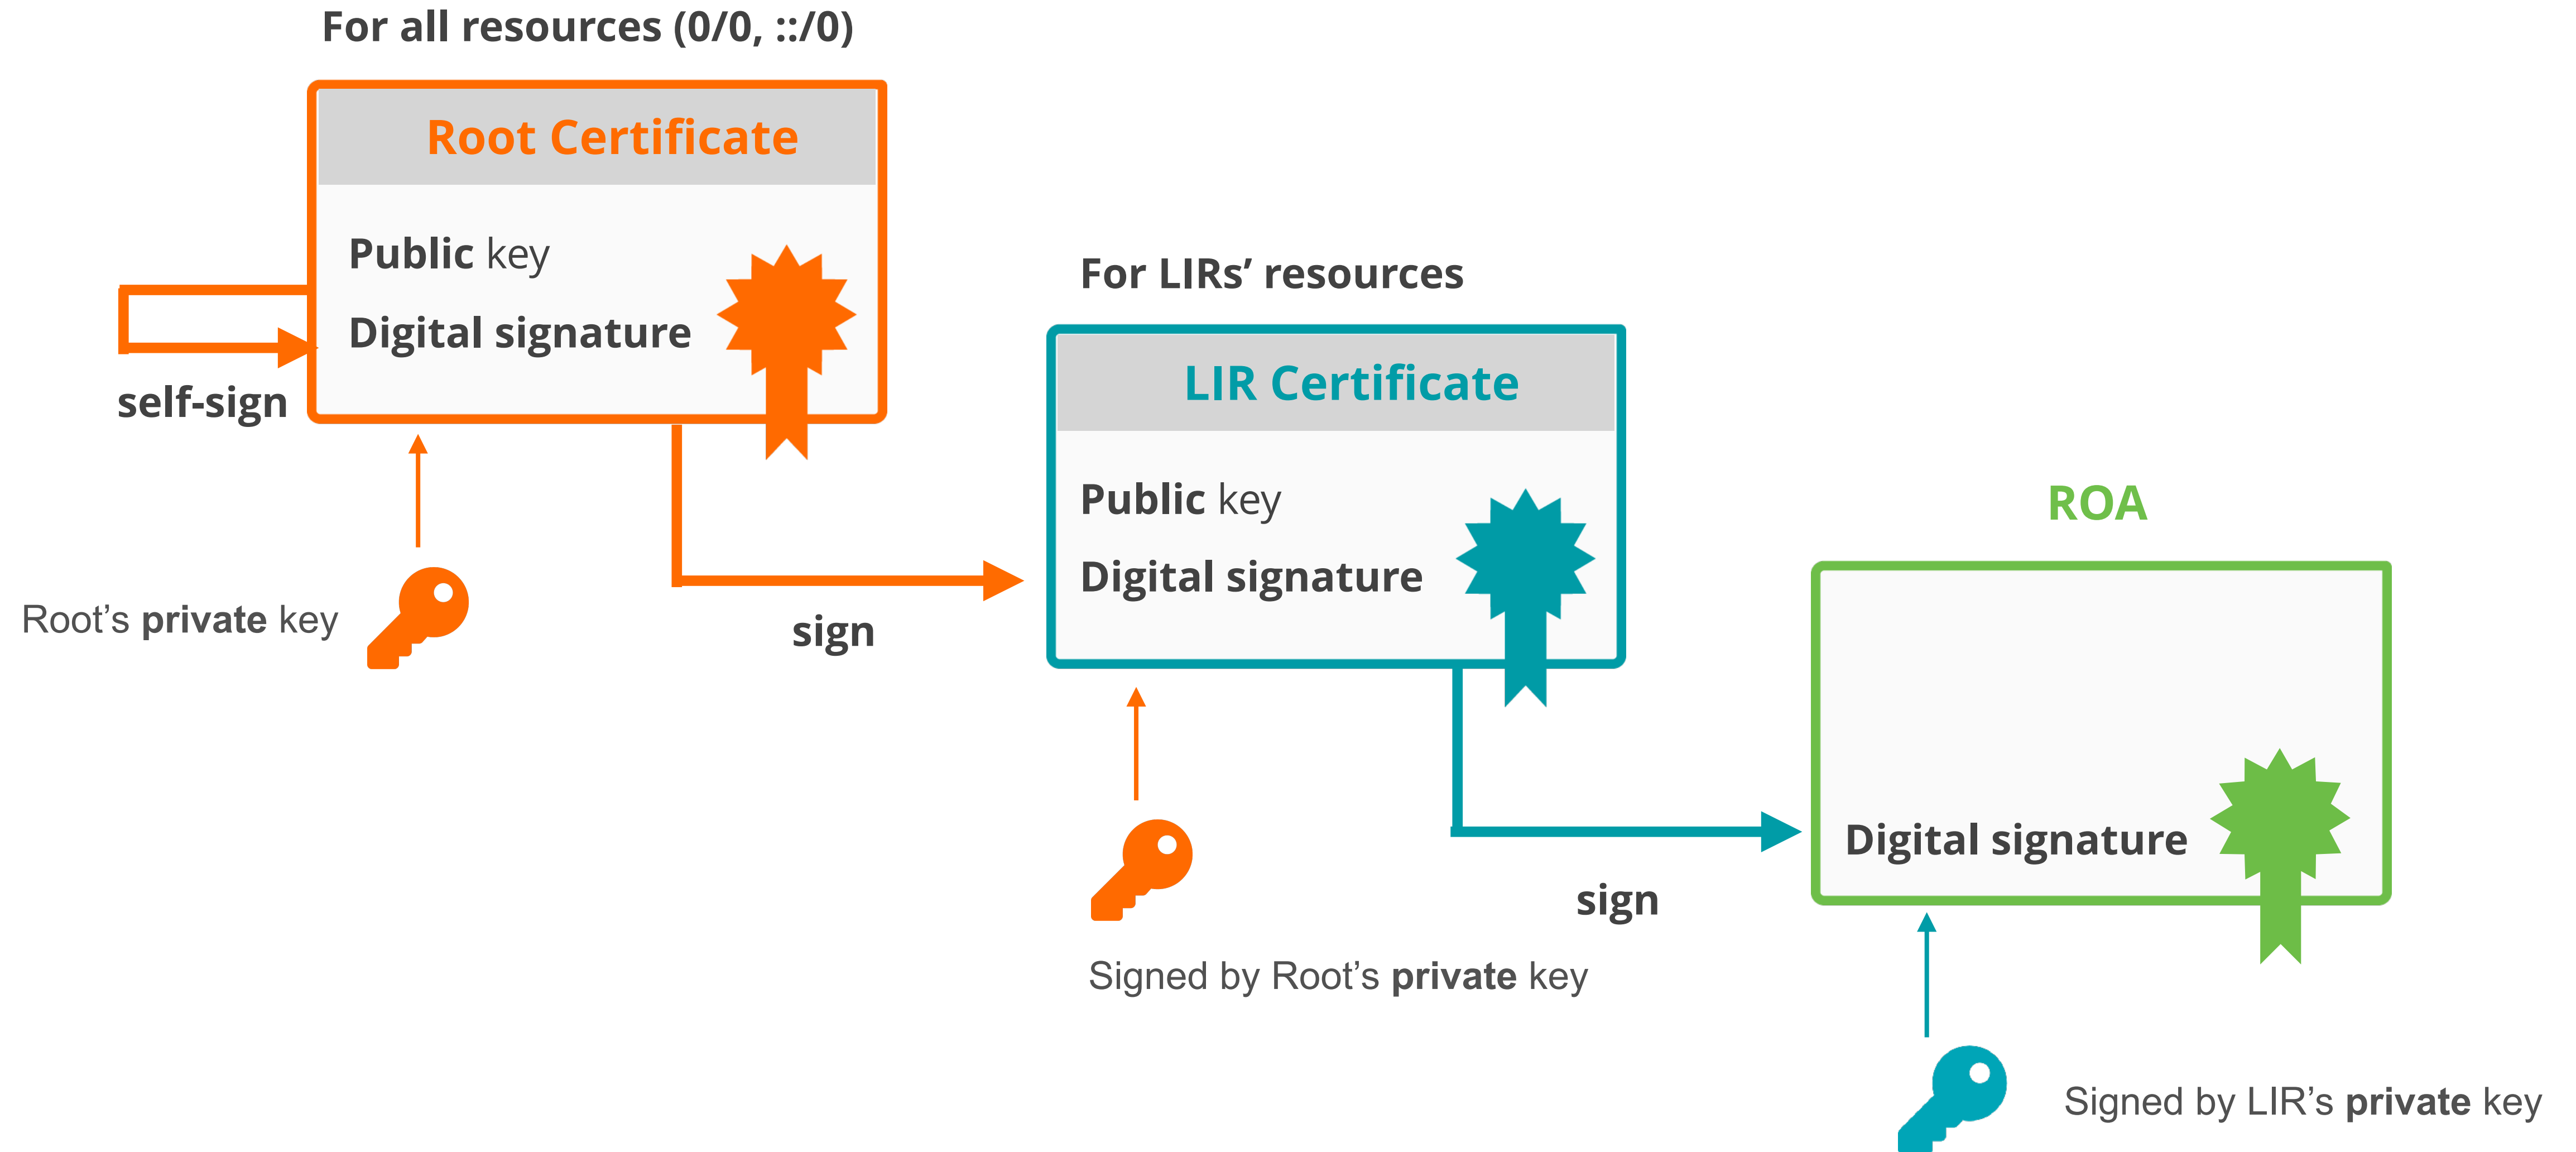 For all resources (0/0, ::/0)
Root Certificate
Public key
Digital signature
self-sign
Root’s private key
sign
For LIRs’ resources
LIR Certificate
Public key
Digital signature
Signed by Root’s private key
sign
ROA
Digital signature
Signed by LIR’s private key